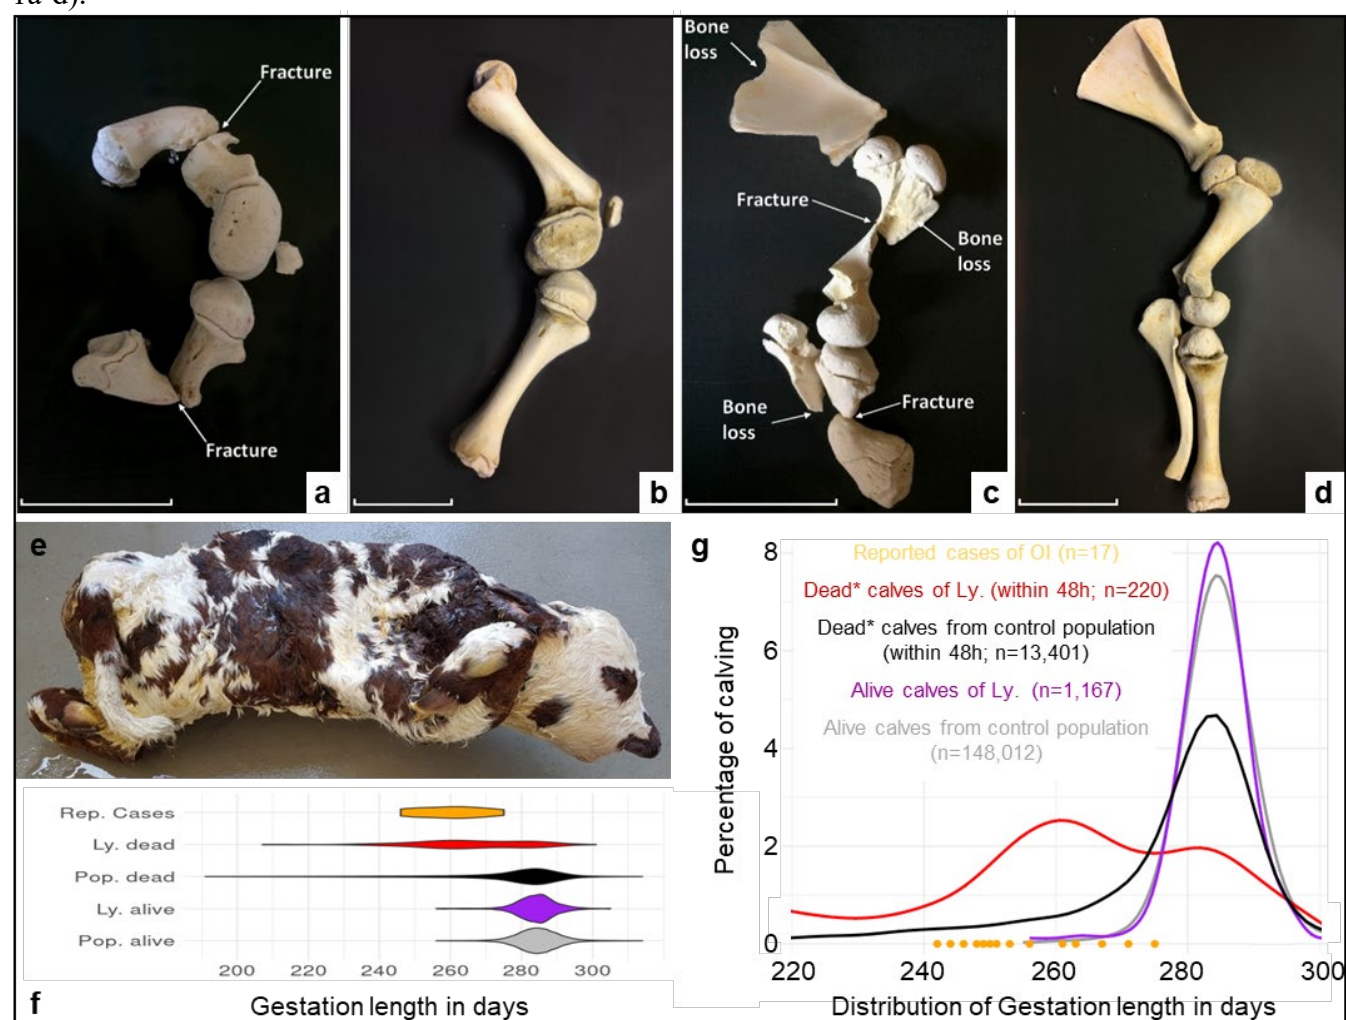 1a-d).
Fracture
Fracture
a
b
Bone
loss
Fracture
Bone
loss
Bone
loss
Fracture
c
d
e
Rep. Cases
Ly. dead
Pop. dead
Ly. alive
Pop. alive
200 220 240 260 280 300
f
Gestation length in days
g
Reported cases of OI (n=17)
Dead* calves of Ly. (within 48h; n=220)
Dead* calves from control population
(within 48h; n=13,401)
Alive calves of Ly. (n=1,167)
Alive calves from control population
(n=148,012)
Percentage of calving
8
6
4
2
0
220 240 260 280 300
Distribution of Gestation length in days